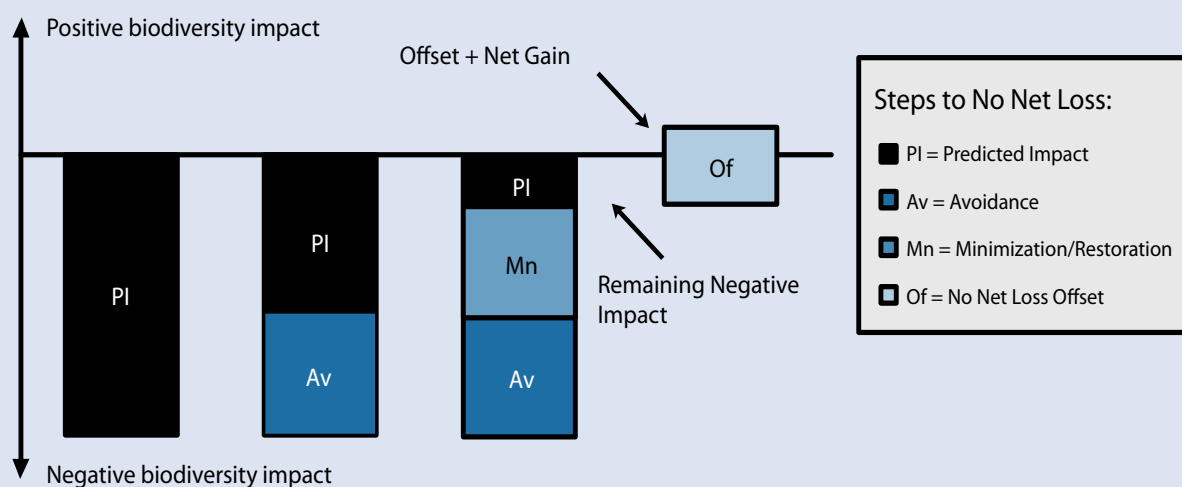 Positive biodiversity impact
Offset + Net Gain
Steps to No Net Loss:
PI = Predicted Impact
Av = Avoidance
Mn = Minimization/Restoration
Of = No Net Loss Offset
PI
PI
Av
PI
Mn
Av
Of
Remaining Negative
Impact
Negative biodiversity impact